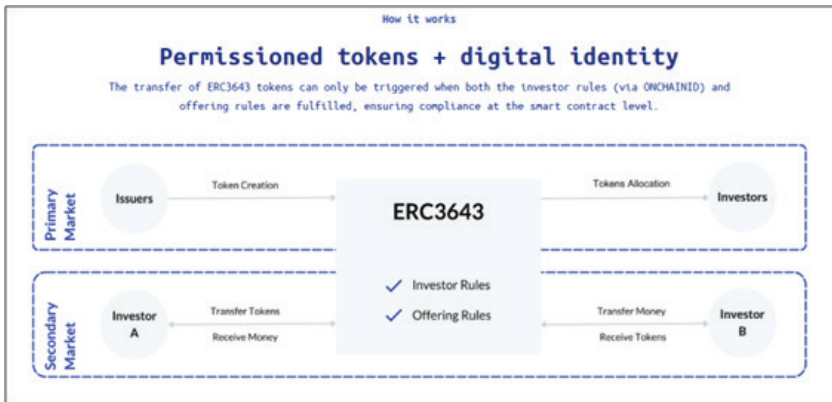 How it works
Permissioned tokens + digital identity
The transfer of ERC3643 tokens can only be triggered when both the investor rules (via ONCHAINID) and
offering rules are fulfilled, ensuring compliance at the smart contract level.
Primary
Market
Issuers
Token Creation
ERC3643
Tokens Allocation
Investors
Investor Rules
Offering Rules
Secondary
Market
Investor
A
Transfer Tokens
Receive Money
Transfer Money
Receive Tokens
Investor
B